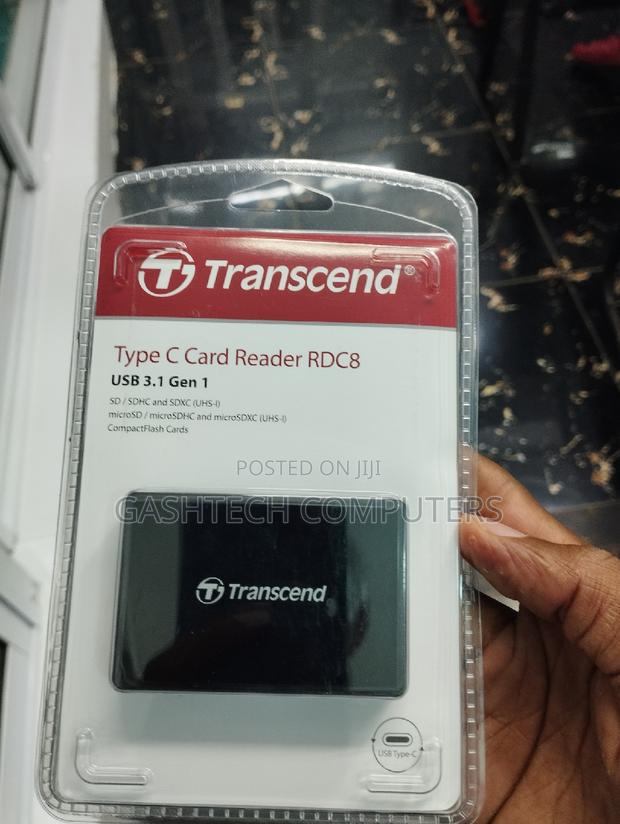 Transcend®
Type C Card Reader RDC8
USB 3.1 Gen 1
SD / SDHC and SDXC (UHS-I)
microSD / microSDHC and microSDXC (UHS-I)
CompactFlash Cards
POSTED ON JIJI
GASHTECH COMPUTERS
Transcend
USB Type-C